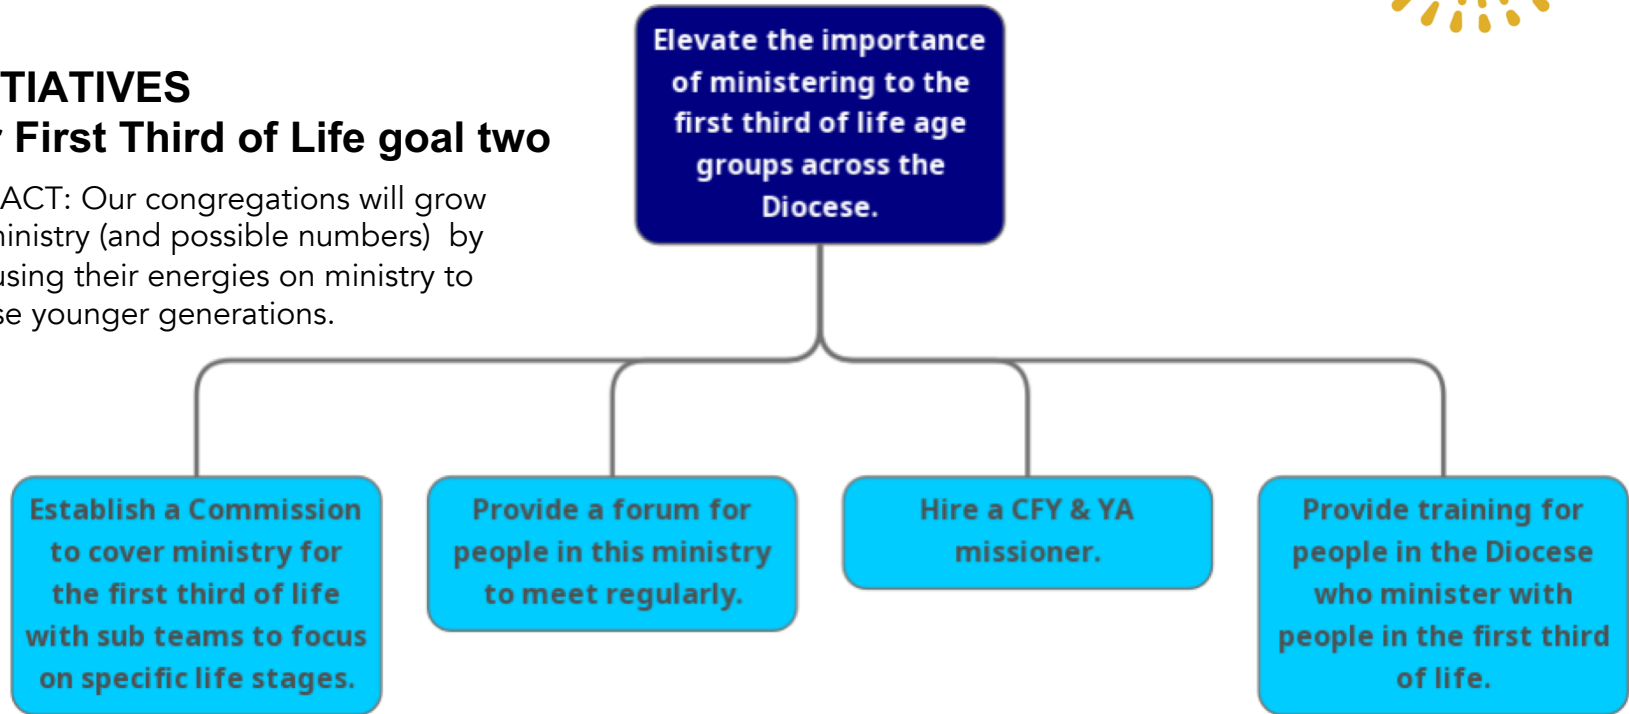 TIATIVES
First Third of Life goal two
ACT: Our congregations will grow
ministry (and possible numbers) by
using their energies on ministry to
se younger generations.
Elevate the importance
of ministering to the
first third of life age
groups across the
Diocese.
Establish a Commission
to cover ministry for
the first third of life
with sub teams to focus
on specific life stages.
Provide a forum for
people in this ministry
to meet regularly.
Hire a CFY & YA
missioner.
Provide training for
people in the Diocese
who minister with
people in the first third
of life.